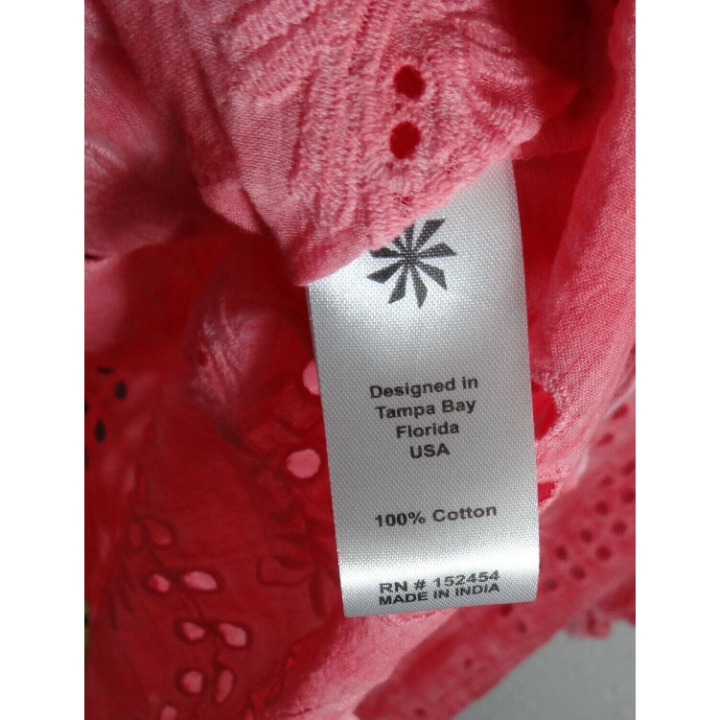 Designed in
Tampa Bay
Florida
USA
100% Cotton
RN # 152454
MADE IN INDIA